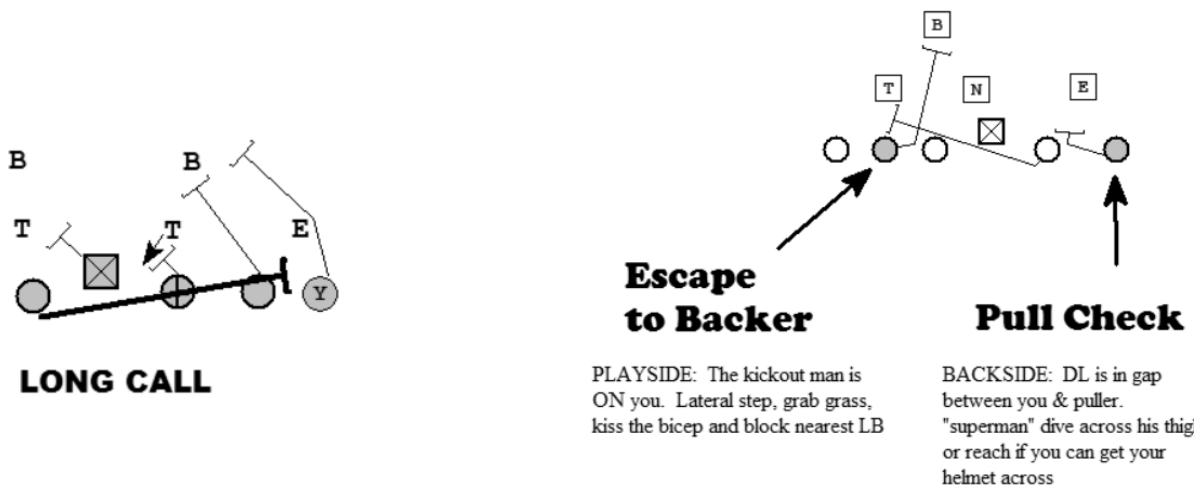 B
T N E
B B
T T E
Y
LONG CALL
Escape
to Backer
Pull Check
PLAYSIDE: The kickout man is
ON you. Lateral step, grab grass,
kiss the bicep and block nearest LB
BACKSIDE: DL is in gap
between you & puller.
"superman" dive across his thig
or reach if you can get your
helmet across